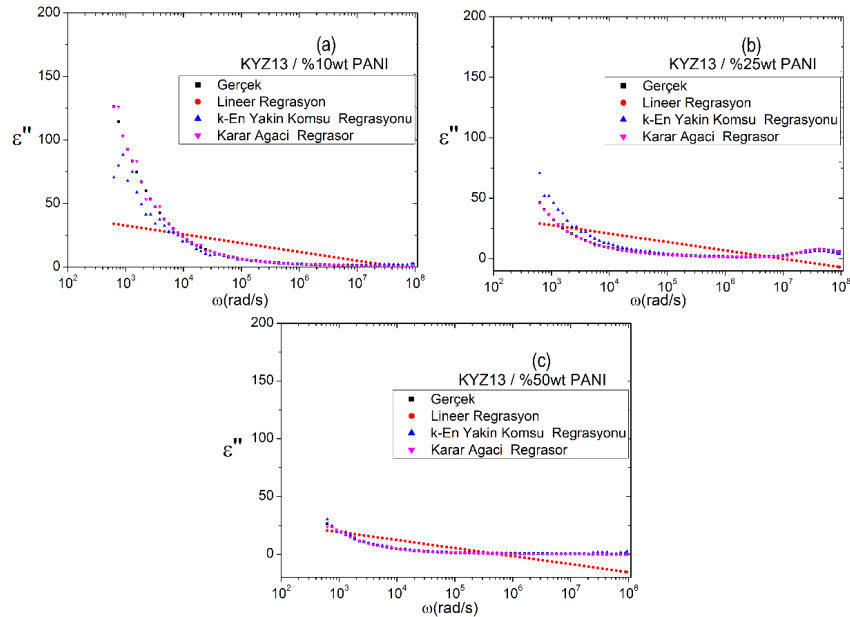 (a)
KYZ13 / %10wt PANI
Gerçek
Lineer Regrasyon
k-En Yakin Komsu Regrasyonu
Karar Agaci Regrasor
ε''
200
150
100
50
0
10² 10³ 10⁴ 10⁵ 10⁶ 10⁷ 10⁸
ω(rad/s)
(b)
KYZ13 / %25wt PANI
Gerçek
Lineer Regrasyon
k-En Yakin Komsu Regrasyonu
Karar Agaci Regrasor
ε''
200
150
100
50
0
10² 10³ 10⁴ 10⁵ 10⁶ 10⁷ 10⁸
ω(rad/s)
(c)
KYZ13 / %50wt PANI
Gerçek
Lineer Regrasyon
k-En Yakin Komsu Regrasyonu
Karar Agaci Regrasor
ε''
200
150
100
50
0
10² 10³ 10⁴ 10⁵ 10⁶ 10⁷ 10⁸
ω(rad/s)